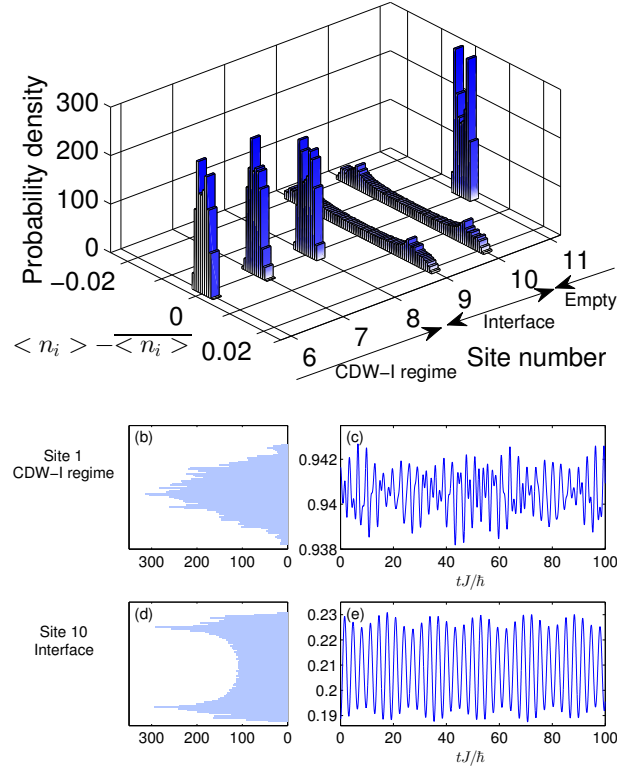 300
200
100
0
Probability density
−0.02
0
0.02
< n_i > − \overline{< n_i >}
6
7
8
9
10
11
Empty
Interface
CDW−I regime
Site number
Site 1
CDW−I regime
(b)
300 200 100 0
(c)
0.942
0.94
0.938
0 20 40 60 80 100
tJ/ħ
Site 10
Interface
(d)
300 200 100 0
(e)
0.23
0.22
0.21
0.2
0.19
0 20 40 60 80 100
tJ/ħ